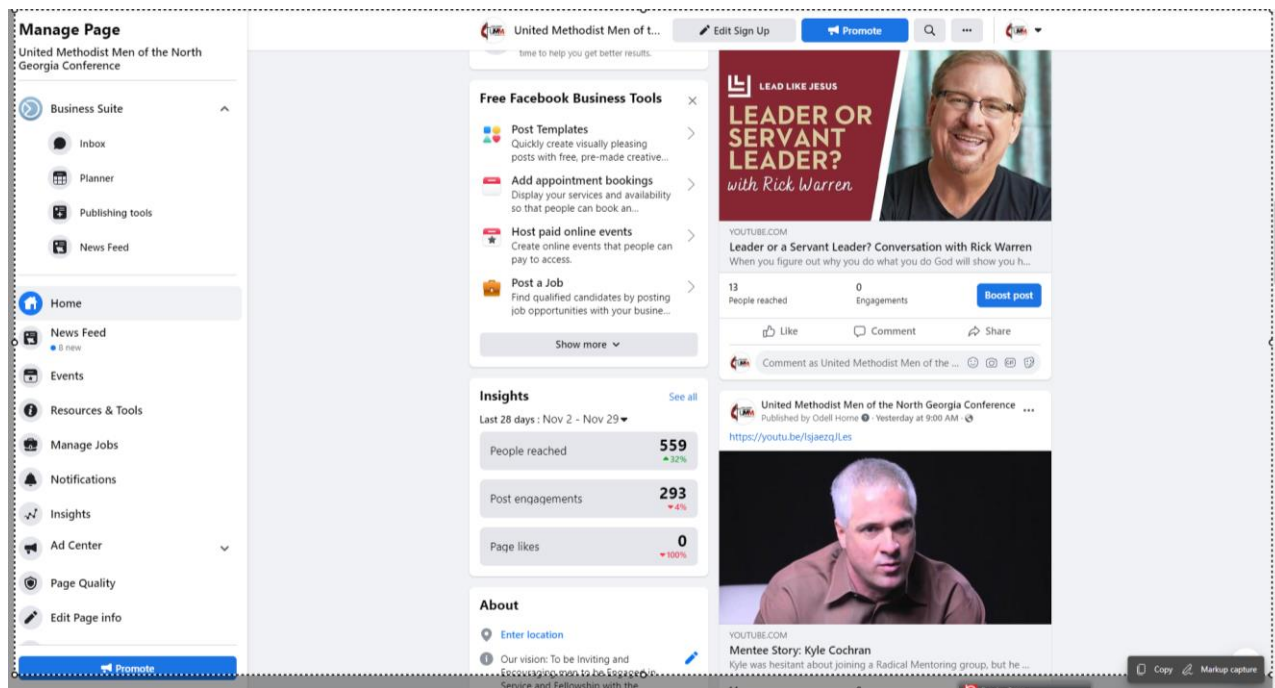 Manage Page
United Methodist Men of the North
Georgia Conference
Business Suite
Inbox
Planner
Publishing tools
News Feed
Home
News Feed
8 new
Events
Resources & Tools
Manage Jobs
Notifications
Insights
Ad Center
Page Quality
Edit Page info
Promote
United Methodist Men of t...
Edit Sign Up
Promote
time to help you get better results.
Free Facebook Business Tools
Post Templates
Quickly create visually pleasing
posts with free, pre-made creative...
Add appointment bookings
Display your services and availability
so that people can book an...
Host paid online events
Create online events that people can
pay to access.
Post a Job
Find qualified candidates by posting
job opportunities with your busine...
Show more
Insights
See all
Last 28 days : Nov 2 - Nov 29
People reached
559
32%
Post engagements
293
4%
Page likes
0
100%
About
Enter location
Our vision: To be Inviting and
Encouraging men to be Engaged in
Service and Fellowship with the
LEAD LIKE JESUS
LEADER OR
SERVANT
LEADER?
with Rick Warren
YOUTUBE.COM
Leader or a Servant Leader? Conversation with Rick Warren
When you figure out why you do what you do God will show you h...
13
People reached
0
Engagements
Boost post
Like
Comment
Share
Comment as United Methodist Men of the ...
United Methodist Men of the North Georgia Conference
Published by Odell Horne · Yesterday at 9:00 AM ·
https://youtu.be/
YOUTUBE.COM
Mentee Story: Kyle Cochran
Kyle was hesitant about joining a Radical Mentoring group, but he ...
Copy
Markup capture